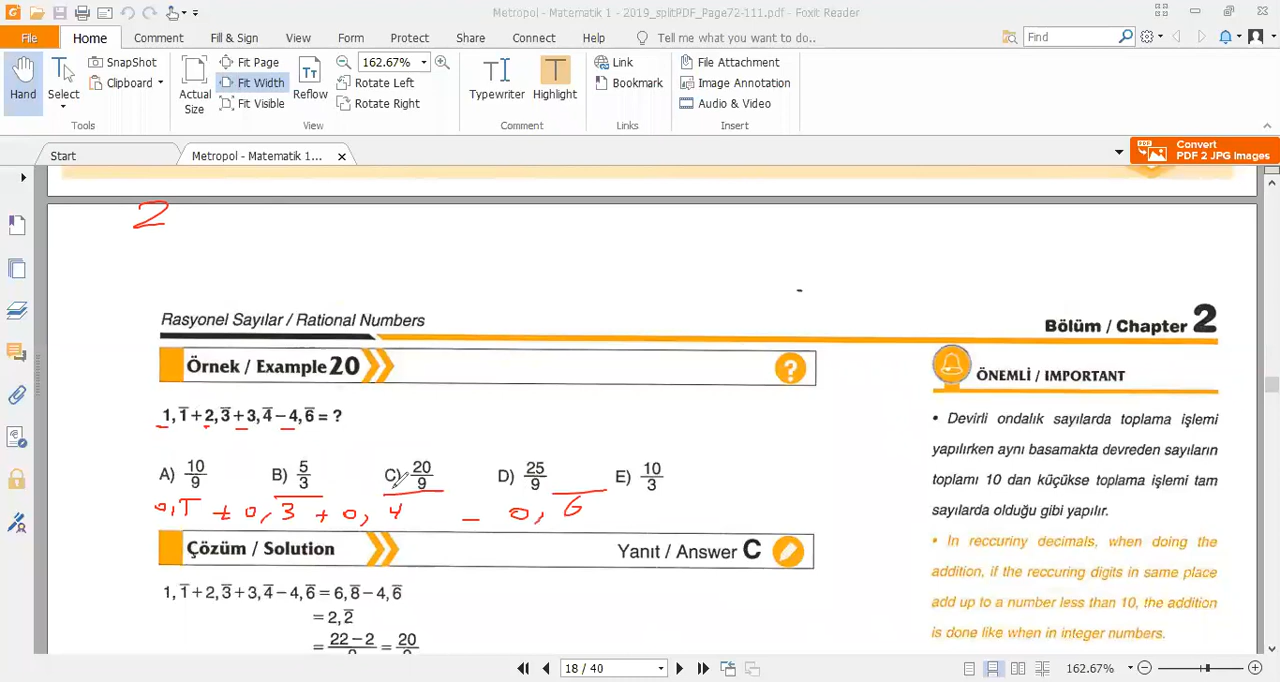 Metropol - Matematik 1 - 2019_splitPDF_Page72-111.pdf - Foxit Reader
File Home Comment Fill & Sign View Form Protect Share Connect Help Tell me what you want to do.. Find
Hand Select SnapShot Clipboard Actual Size Fit Page Fit Width Fit Visible Reflow 162.67% Rotate Left Rotate Right Typewriter Highlight Link Bookmark File Attachment Image Annotation Audio & Video
Tools View Comment Links Insert
Start Metropol - Matematik 1... Convert PDF 2 JPG Images
2
Rasyonel Sayılar / Rational Numbers
Bölüm / Chapter 2
Örnek / Example 20 ?
1,1̅ + 2,3̅ + 3,4̅ − 4,6̅ = ?
A) 10/9 B) 5/3 C) 20/9 D) 25/9 E) 10/3
0,1̅ + 0,3̅ + 0,4̅ - 0,6̅
Çözüm / Solution Yanıt / Answer C
1,1̅ + 2,3̅ + 3,4̅ − 4,6̅ = 6,8̅ − 4,6̅
= 2,2̅
= 22−2 = 20
ÖNEMLİ / IMPORTANT
• Devirli ondalık sayılarda toplama işlemi
yapılırken aynı basamakta devreden sayıların
toplamı 10 dan küçükse toplama işlemi tam
sayılarda olduğu gibi yapılır.
• In reccuriny decimals, when doing the
addition, if the reccuring digits in same place
add up to a number less than 10, the addition
is done like when in integer numbers.
18 / 40 162.67%